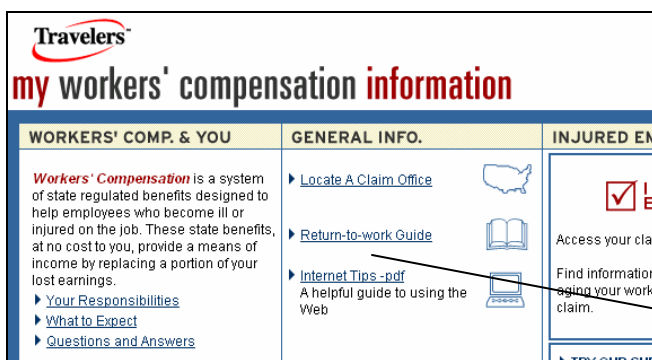 Travelers
my workers' compensation information
WORKERS' COMP. & YOU
Workers' Compensation is a system
of state regulated benefits designed to
help employees who become ill or
injured on the job. These state benefits,
at no cost to you, provide a means of
income by replacing a portion of your
lost earnings.
Your Responsibilities
What to Expect
Questions and Answers
GENERAL INFO.
Locate A Claim Office
Return-to-work Guide
Internet Tips -pdf
A helpful guide to using the
Web
INJURED EM
Access your cla
Find information
aging your work
claim.